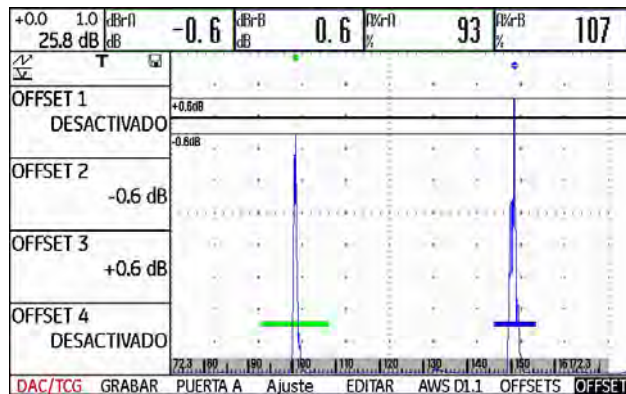 +0.0 1.0 dBrA -0.6 dBrB 0.6 A%rA 93 A%rB 107
25.8 dB dB dB % %
T
OFFSET 1
DESACTIVADO
+0.6dB
-0.6dB
OFFSET 2
-0.6 dB
OFFSET 3
+0.6 dB
OFFSET 4
DESACTIVADO
72.3 80 90 100 110 120 130 140 150 16172.3
DAC/TCG GRABAR PUERTA A Ajuste EDITAR AWS D1.1 OFFSETS OFFSET